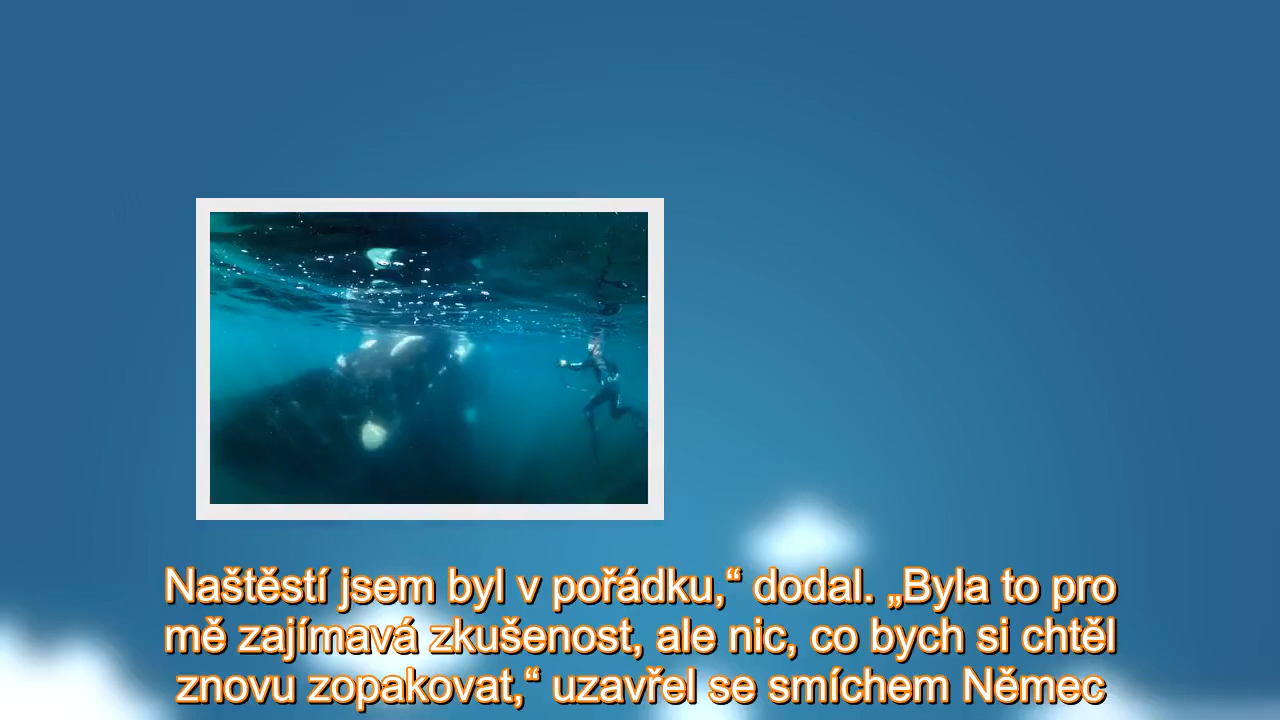 Naštěstí jsem byl v pořádku,“ dodal. „Byla to pro
mě zajímavá zkušenost, ale nic, co bych si chtěl
znovu zopakovat,“ uzavřel se smíchem Němec